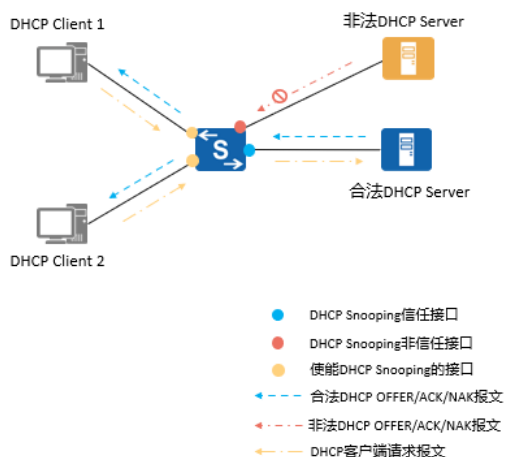 DHCP Client 1
非法DHCP Server
S
合法DHCP Server
DHCP Client 2
DHCP Snooping信任接口
DHCP Snooping非信任接口
使能DHCP Snooping的接口
合法DHCP OFFER/ACK/NAK报文
非法DHCP OFFER/ACK/NAK报文
DHCP客户端请求报文